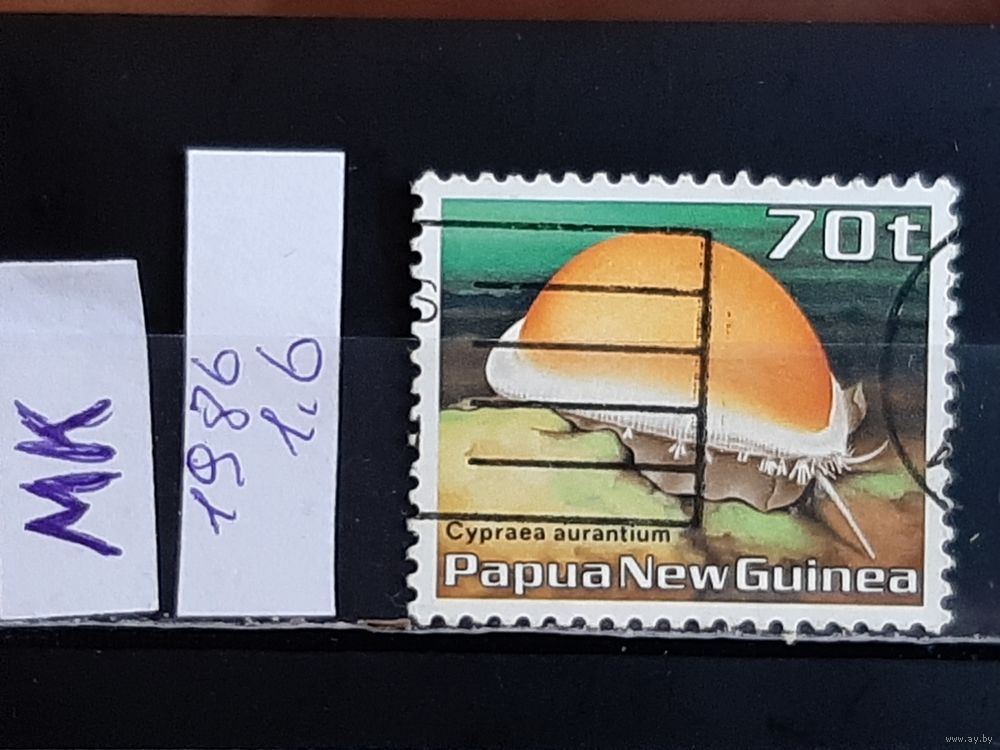 MK
1986
1.6
70t
Cypraea aurantium
Papua New Guinea
www.ay.by